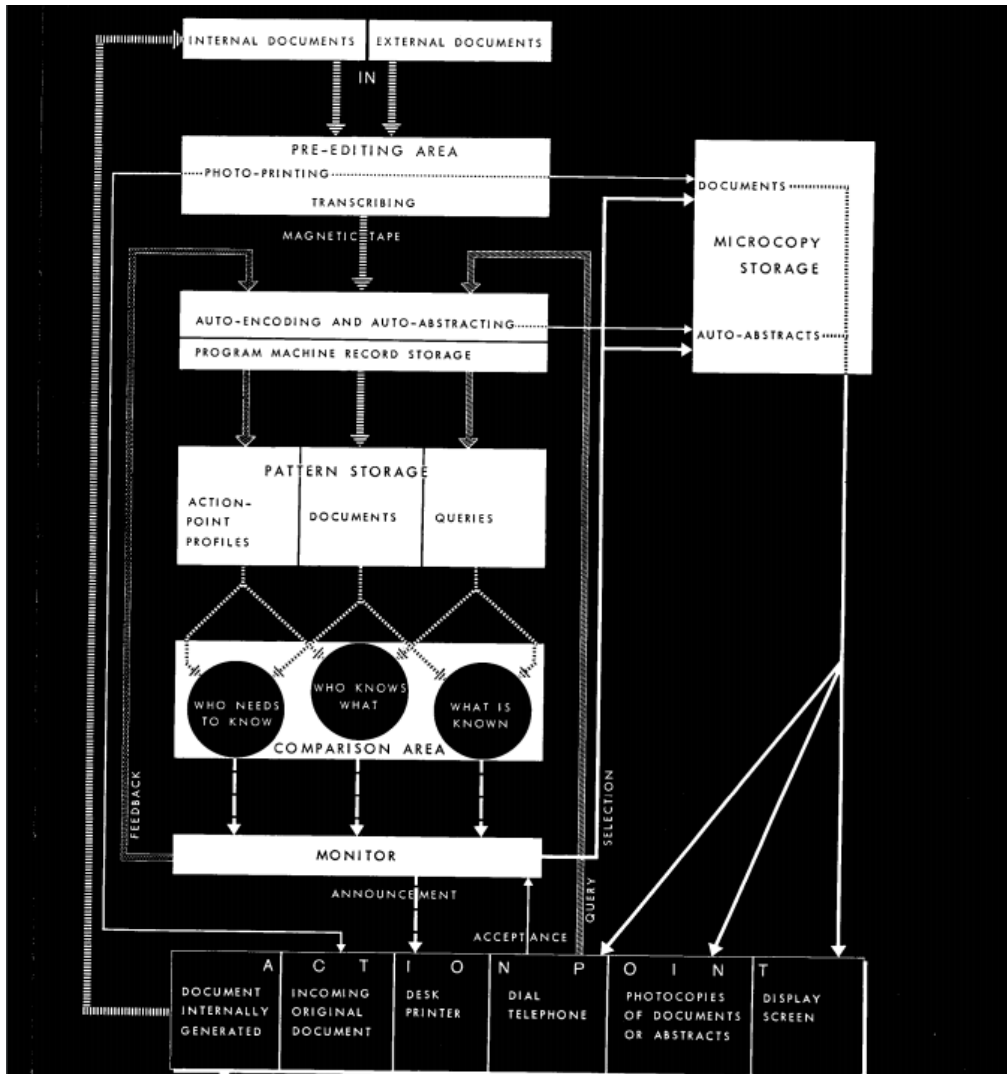 INTERNAL DOCUMENTS
EXTERNAL DOCUMENTS
IN
PRE-EDITING AREA
PHOTO-PRINTING
TRANSCRIBING
MAGNETIC TAPE
DOCUMENTS
MICROCOPY
STORAGE
AUTO-ABSTRACTS
AUTO-ENCODING AND AUTO-ABSTRACTING
PROGRAM MACHINE RECORD STORAGE
PATTERN STORAGE
ACTION-
POINT
PROFILES
DOCUMENTS
QUERIES
WHO NEEDS
TO KNOW
WHO KNOWS
WHAT
WHAT IS
KNOWN
COMPARISON AREA
FEEDBACK
SELECTION
MONITOR
ANNOUNCEMENT
QUERY
ACCEPTANCE
ACTION POINT
DOCUMENT
INTERNALLY
GENERATED
INCOMING
ORIGINAL
DOCUMENT
DESK
PRINTER
DIAL
TELEPHONE
PHOTOCOPIES
OF DOCUMENTS
OR ABSTRACTS
DISPLAY
SCREEN